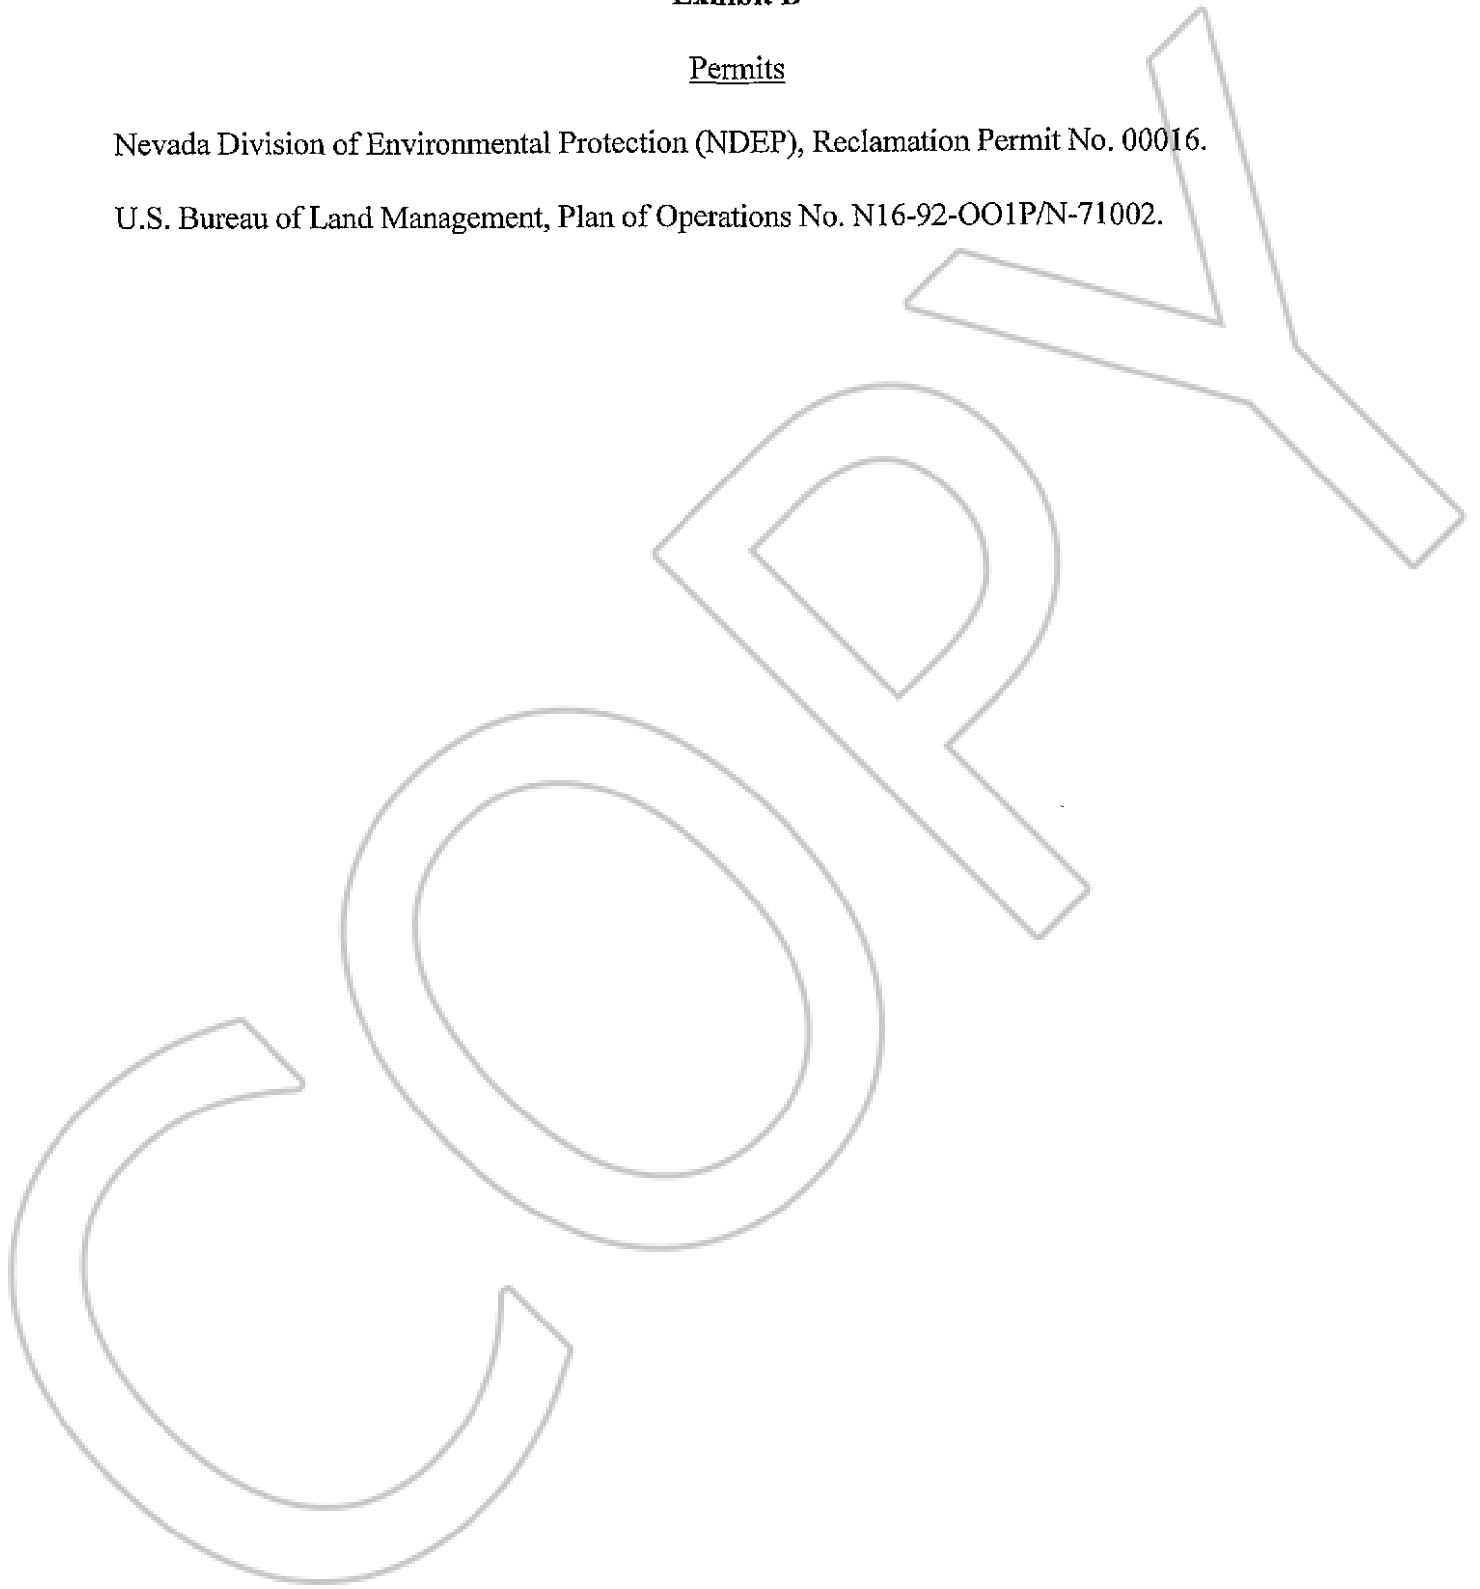 Permits
Nevada Division of Environmental Protection (NDEP), Reclamation Permit No. 00016.
U.S. Bureau of Land Management, Plan of Operations No. N16-92-OO1P/N-71002.
COPY